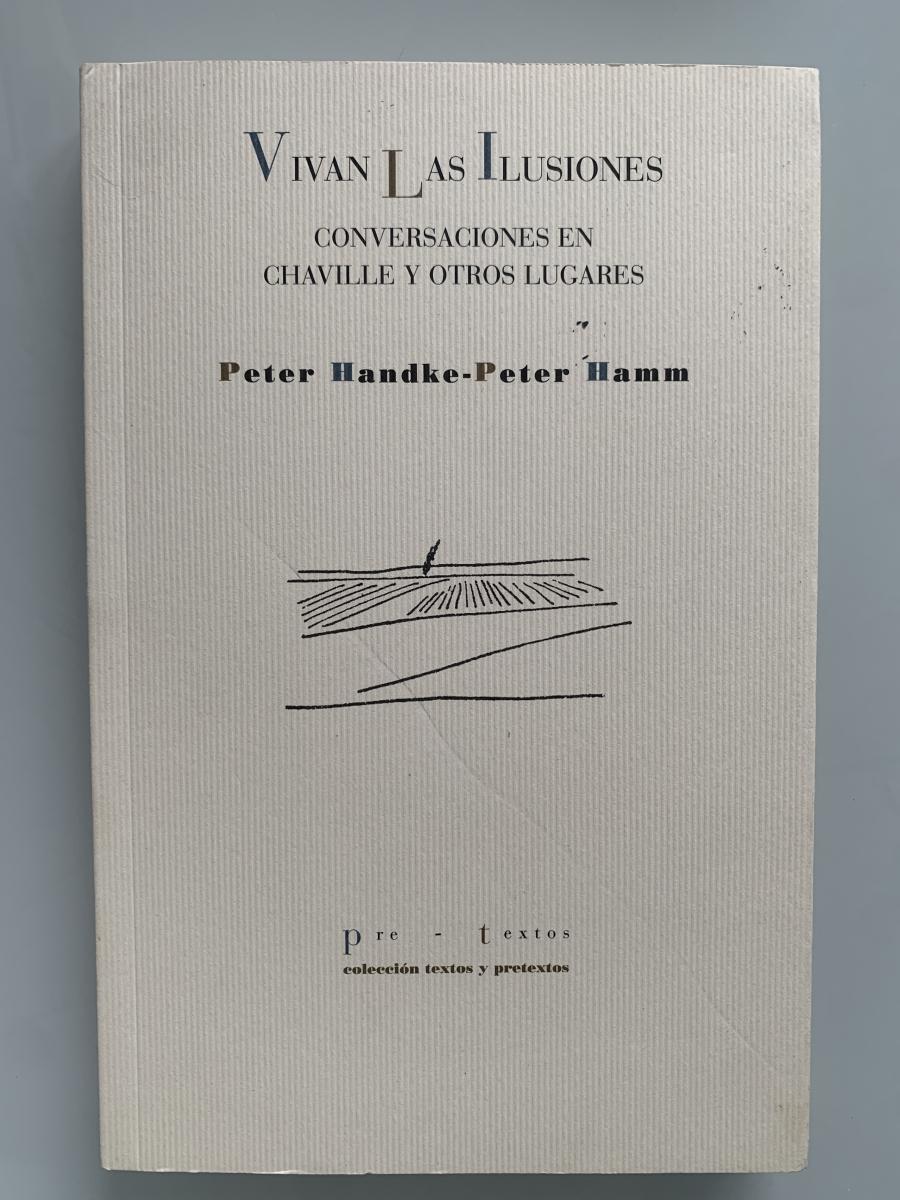 VIVAN LAS ILUSIONES
CONVERSACIONES EN
CHAVILLE Y OTROS LUGARES
Peter Handke-Peter Hamm
pre - textos
colección textos y pretextos